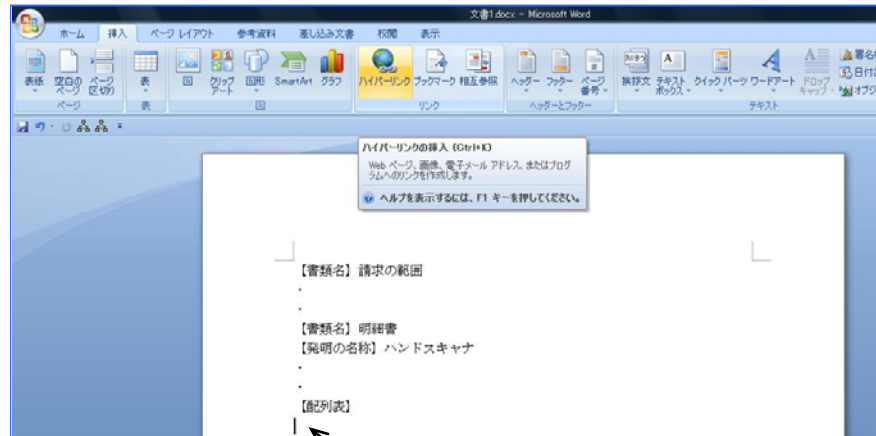 文書1.docx - Microsoft Word
ホーム 挿入 ページ レイアウト 参考資料 差し込み文書 校閲 表示
表紙 空白のページ ページ区切り 表 図 クリップアート 図形 SmartArt グラフ ハイパーリンク ブックマーク 相互参照 ヘッダー フッター ページ番号 挨拶文 テキストボックス クイック パーツ ワードアート ドロップキャップ
ページ 表 図 リンク ヘッダーとフッター テキスト
ハイパーリンクの挿入 (Ctrl+K)
Web ページ、画像、電子メール アドレス、またはプログ
ラムへのリンクを作成します。
ヘルプを表示するには、F1 キーを押してください。
【書類名】請求の範囲
・
・
【書類名】明細書
【発明の名称】ハンドスキャナ
・
・
【配列表】